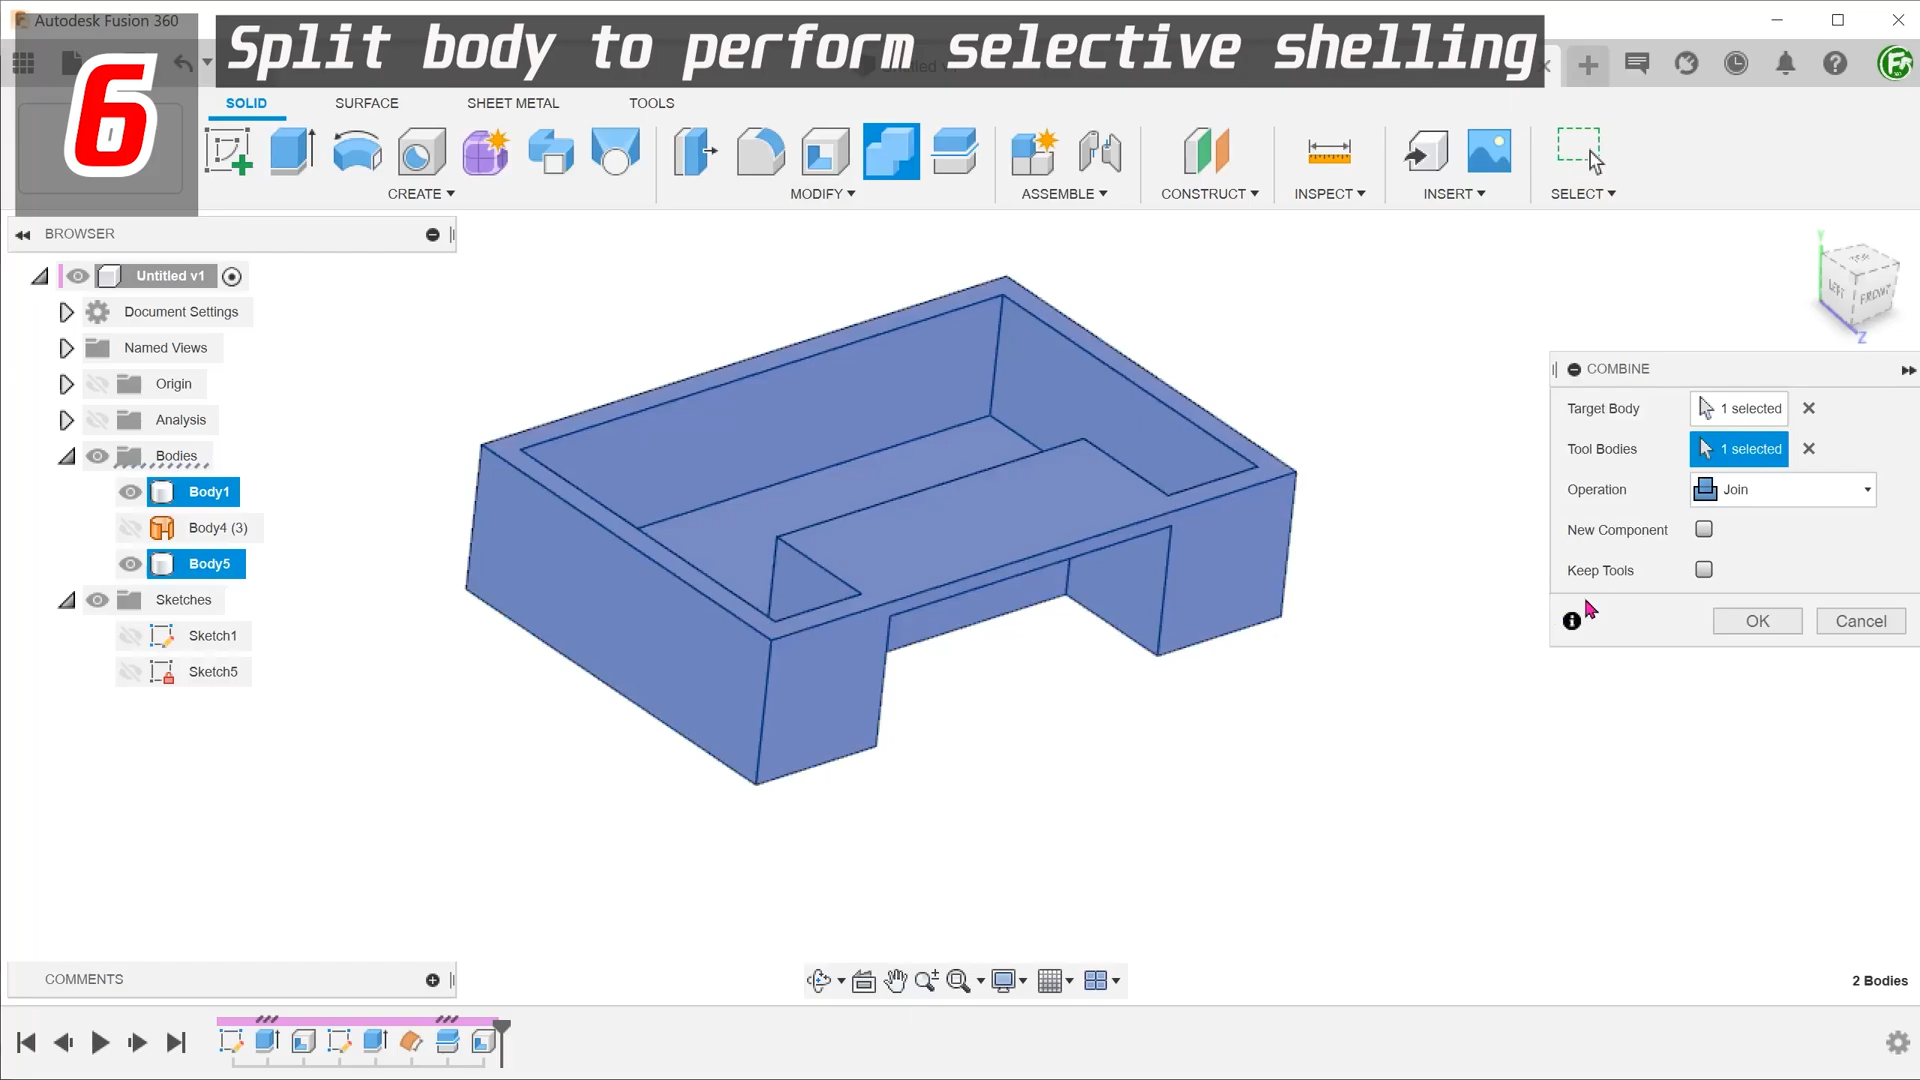 Autodesk Fusion 360
6
Split body to perform selective shelling
SOLID
SURFACE
SHEET METAL
TOOLS
CREATE
MODIFY
ASSEMBLE
CONSTRUCT
INSPECT
INSERT
SELECT
BROWSER
Untitled v1
Document Settings
Named Views
Origin
Analysis
Bodies
Body1
Body4 (3)
Body5
Sketches
Sketch1
Sketch5
Y
TOP
LEFT
FRONT
Z
COMBINE
Target Body
1 selected
Tool Bodies
1 selected
Operation
Join
New Component
Keep Tools
OK
Cancel
COMMENTS
2 Bodies